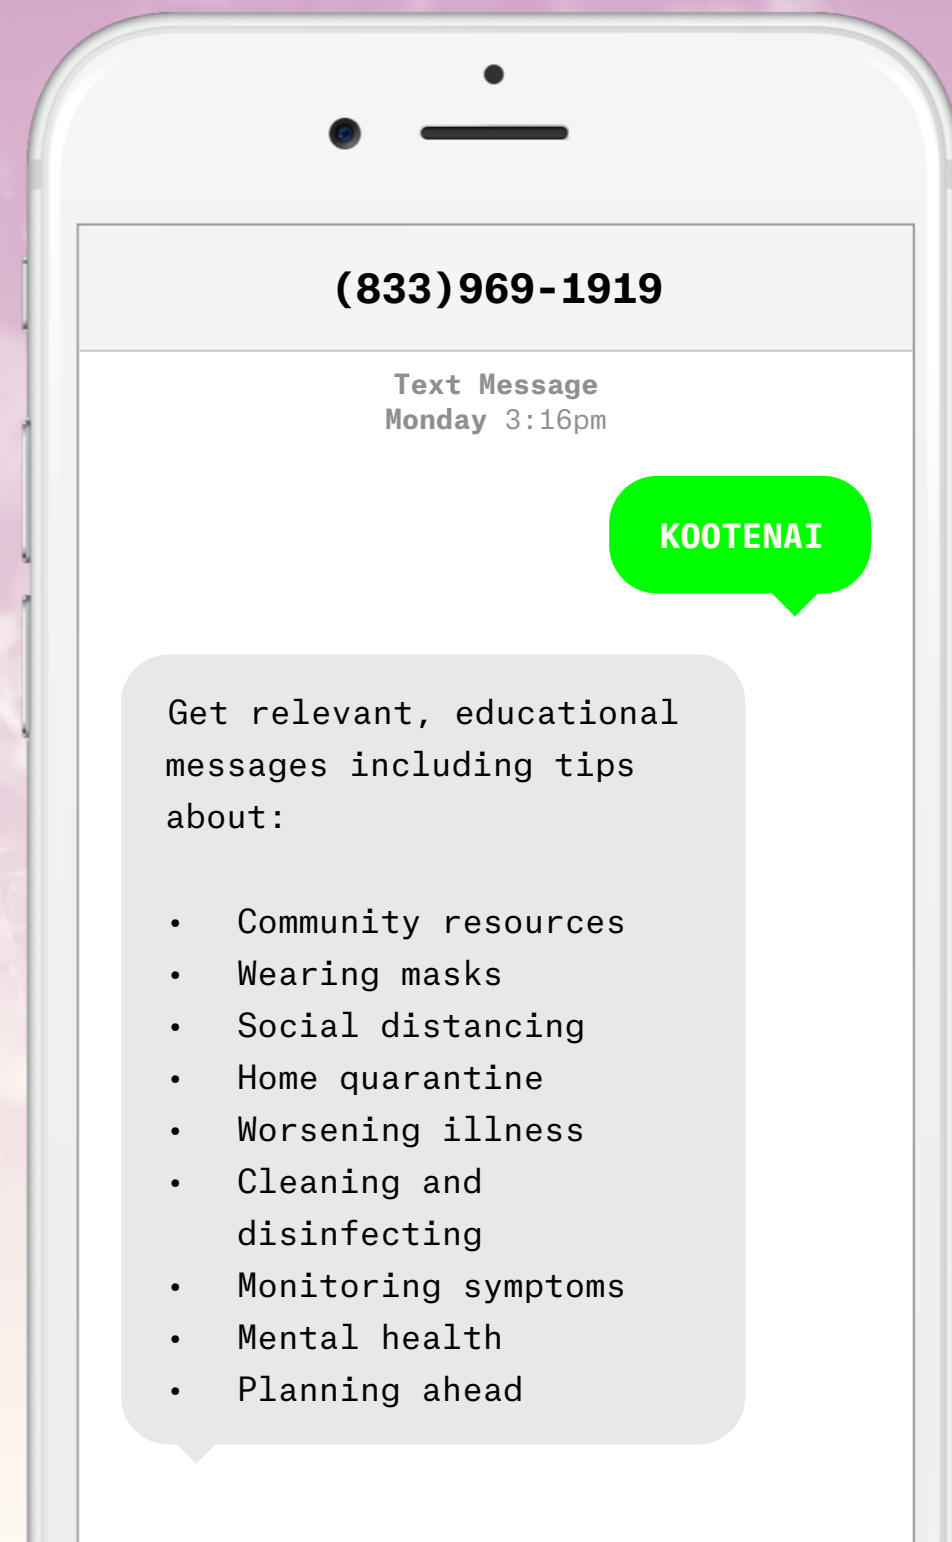 (833)969-1919
Text Message
Monday 3:16pm
KOOTENAI
Get relevant, educational
messages including tips
about:
• Community resources
• Wearing masks
• Social distancing
• Home quarantine
• Worsening illness
• Cleaning and
disinfecting
• Monitoring symptoms
• Mental health
• Planning ahead